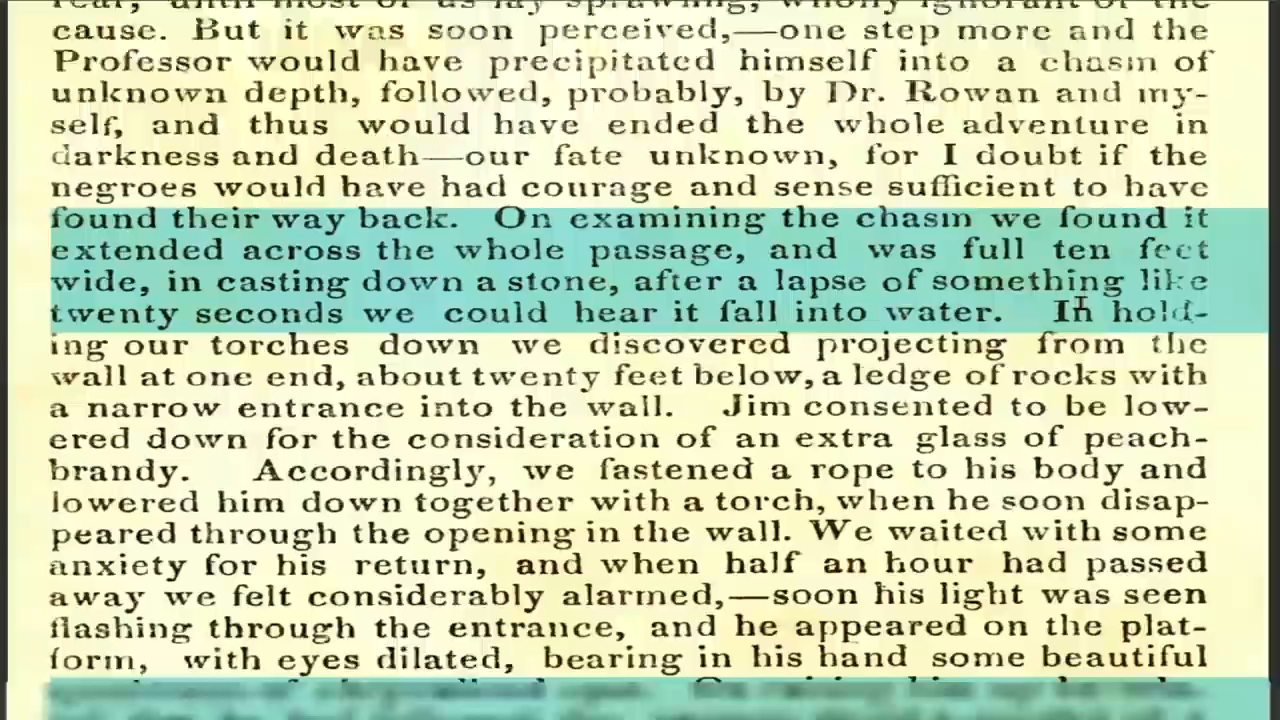 cause. But it was soon perceived,—one step more and the
Professor would have precipitated himself into a chasm of
unknown depth, followed, probably, by Dr. Rowan and my-
self, and thus would have ended the whole adventure in
darkness and death—our fate unknown, for I doubt if the
negroes would have had courage and sense sufficient to have
found their way back. On examining the chasm we found it
extended across the whole passage, and was full ten feet
wide, in casting down a stone, after a lapse of something like
twenty seconds we could hear it fall into water. In hold-
ing our torches down we discovered projecting from the
wall at one end, about twenty feet below, a ledge of rocks with
a narrow entrance into the wall. Jim consented to be low-
ered down for the consideration of an extra glass of peach-
brandy. Accordingly, we fastened a rope to his body and
lowered him down together with a torch, when he soon disap-
peared through the opening in the wall. We waited with some
anxiety for his return, and when half an hour had passed
away we felt considerably alarmed,—soon his light was seen
flashing through the entrance, and he appeared on the plat-
form, with eyes dilated, bearing in his hand some beautiful